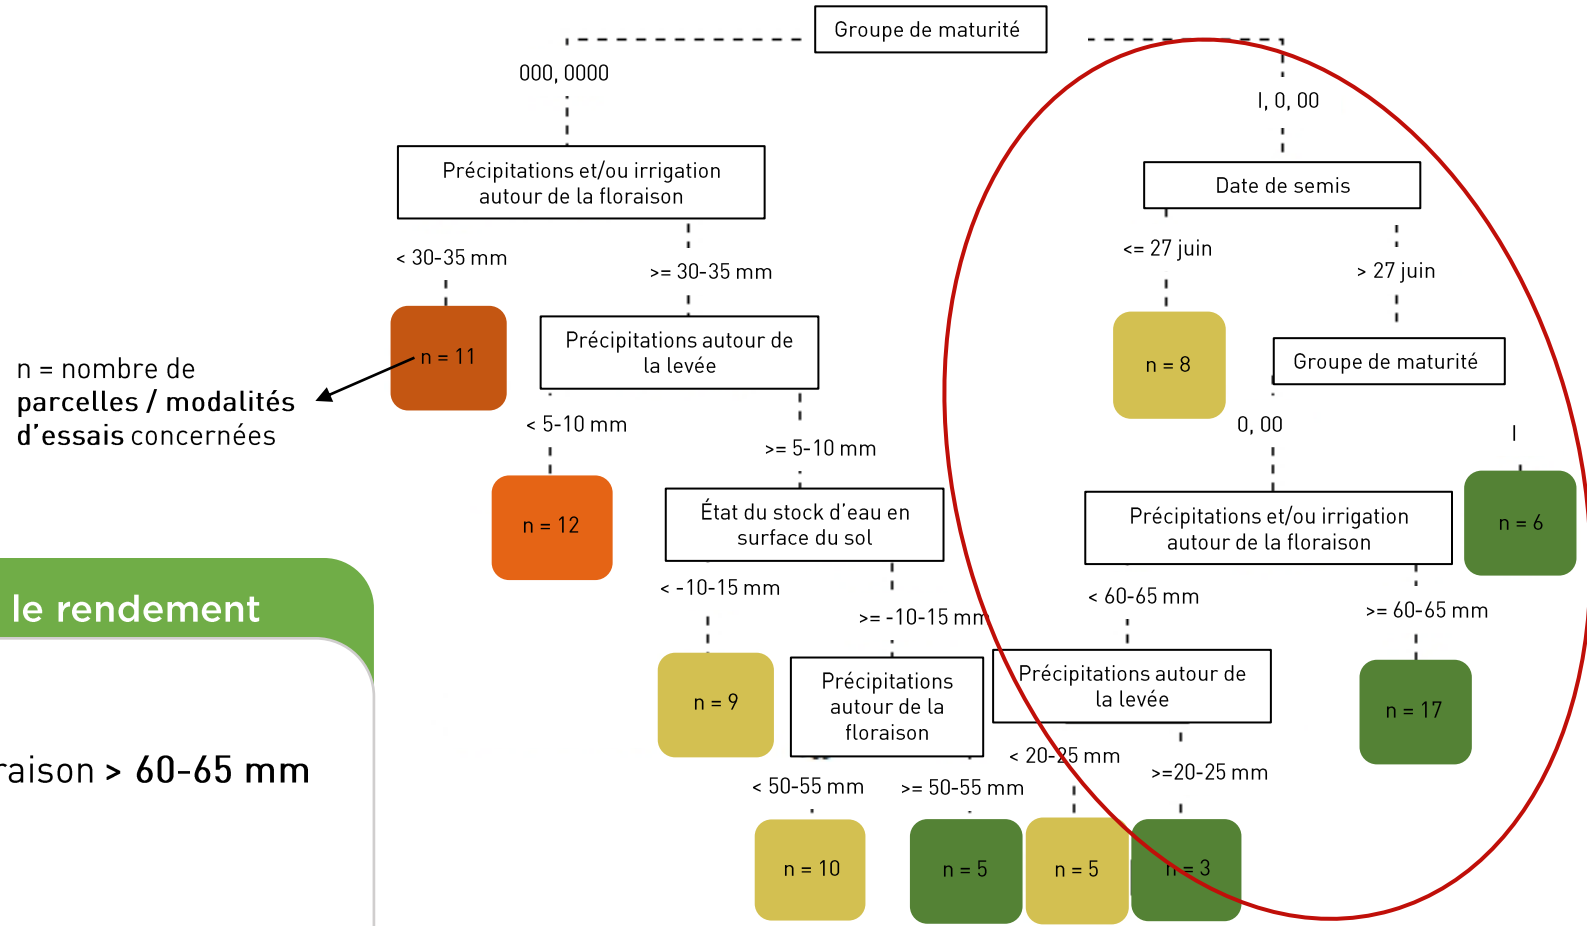 Groupe de maturité
000, 0000
I, 0, 00
Précipitations et/ou irrigation
autour de la floraison
Date de semis
< 30-35 mm
>= 30-35 mm
<= 27 juin
> 27 juin
n = 11
Précipitations autour de
la levée
n = 8
Groupe de maturité
n = nombre de
parcelles / modalités
d'essais concernées
< 5-10 mm
>= 5-10 mm
0, 00
I
n = 12
État du stock d'eau en
surface du sol
Précipitations et/ou irrigation
autour de la floraison
n = 6
< -10-15 mm
>= -10-15 mm
< 60-65 mm
>= 60-65 mm
le rendement
n = 9
Précipitations
autour de la
floraison
Précipitations autour de
la levée
n = 17
raison > 60-65 mm
< 50-55 mm
>= 50-55 mm
< 20-25 mm
>=20-25 mm
n = 10
n = 5
n = 5
n = 3